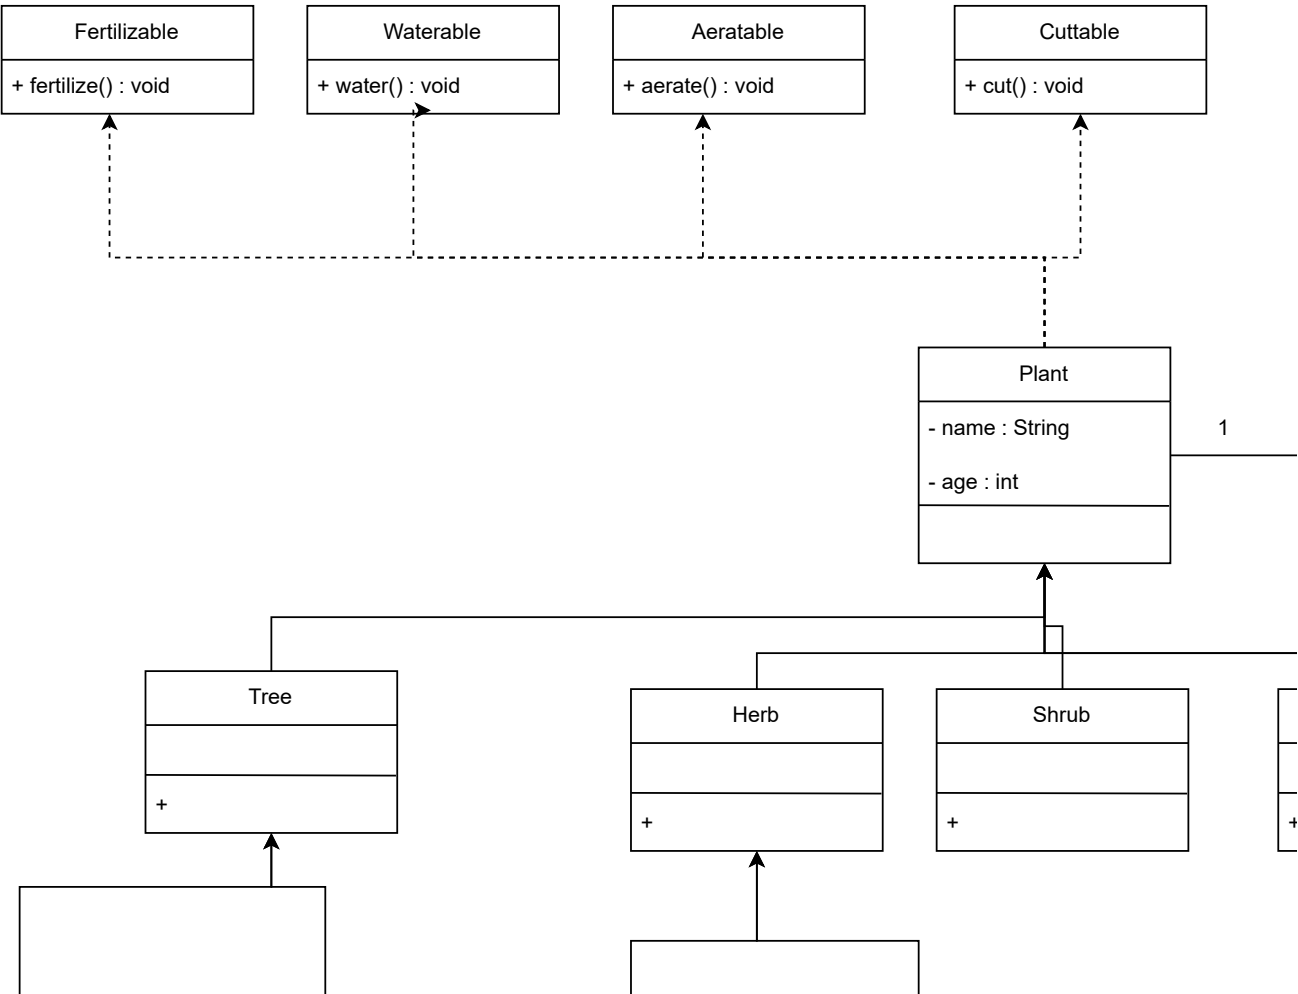 Fertilizable
+ fertilize() : void
Waterable
+ water() : void
Aeratable
+ aerate() : void
Cuttable
+ cut() : void
Plant
- name : String
- age : int
1
Tree
+
Herb
+
Shrub
+
+